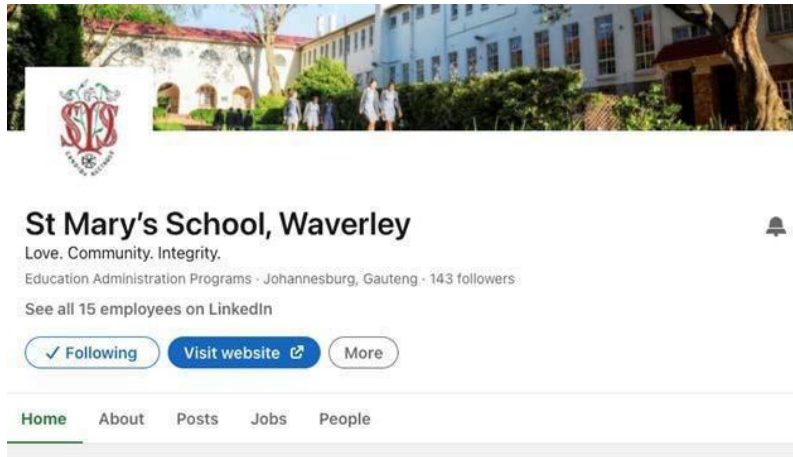 SMS
St Mary's School, Waverley
Love. Community. Integrity.
Education Administration Programs · Johannesburg, Gauteng · 143 followers
See all 15 employees on LinkedIn
Following
Visit website
More
Home About Posts Jobs People